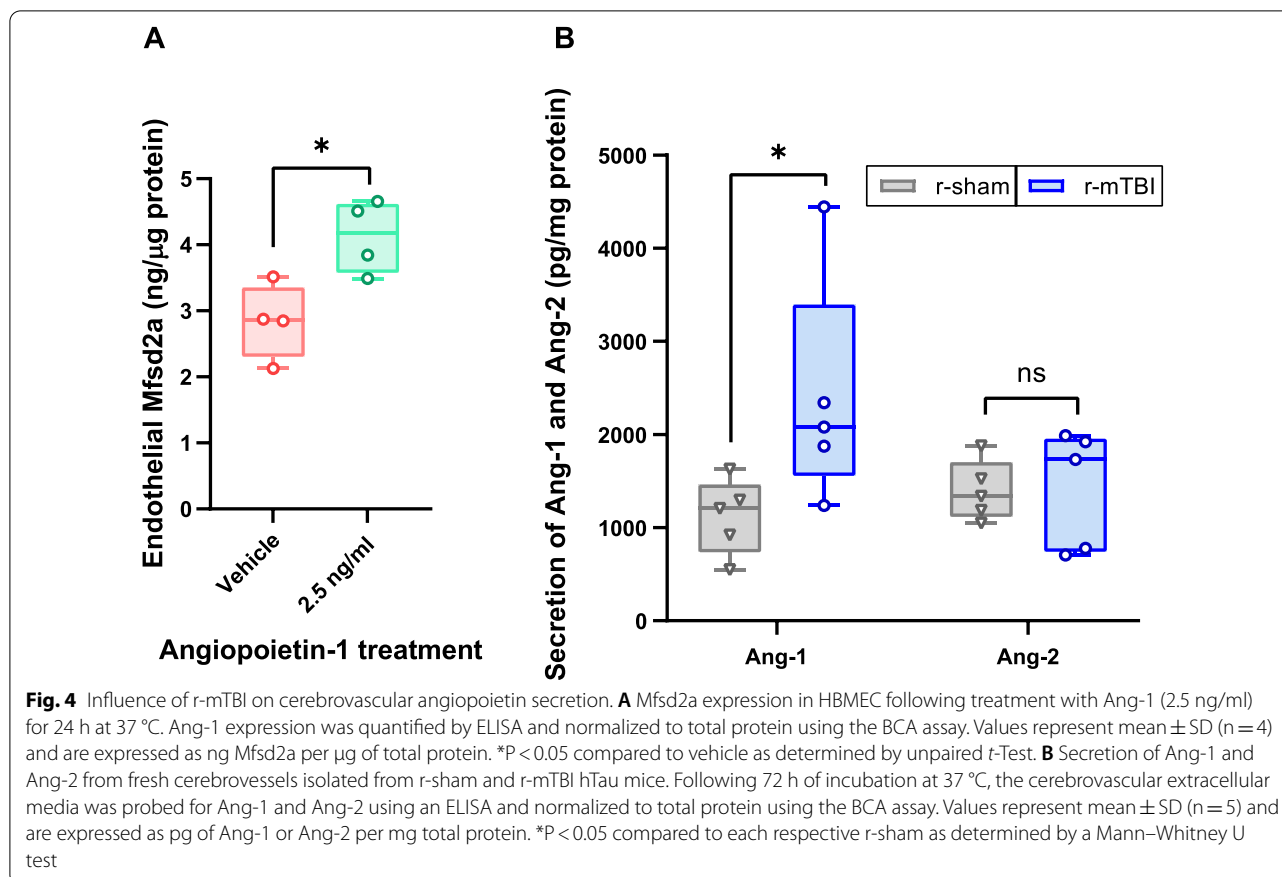 A
B
Endothelial Mfsd2a (ng/μg protein)
5
4
3
2
1
0
*
Vehicle
2.5 ng/ml
Angiopoietin-1 treatment
Secretion of Ang-1 and Ang-2 (pg/mg protein)
5000
4000
3000
2000
1000
0
*
ns
r-sham
r-mTBI
Ang-1
Ang-2
Fig. 4 Influence of r-mTBI on cerebrovascular angiopoietin secretion. A Mfsd2a expression in HBMEC following treatment with Ang-1 (2.5 ng/ml)
for 24 h at 37 °C. Ang-1 expression was quantified by ELISA and normalized to total protein using the BCA assay. Values represent mean ± SD (n = 4)
and are expressed as ng Mfsd2a per μg of total protein. *P < 0.05 compared to vehicle as determined by unpaired t-Test. B Secretion of Ang-1 and
Ang-2 from fresh cerebrovessels isolated from r-sham and r-mTBI hTau mice. Following 72 h of incubation at 37 °C, the cerebrovascular extracellular
media was probed for Ang-1 and Ang-2 using an ELISA and normalized to total protein using the BCA assay. Values represent mean ± SD (n = 5) and
are expressed as pg of Ang-1 or Ang-2 per mg total protein. *P < 0.05 compared to each respective r-sham as determined by a Mann–Whitney U
test